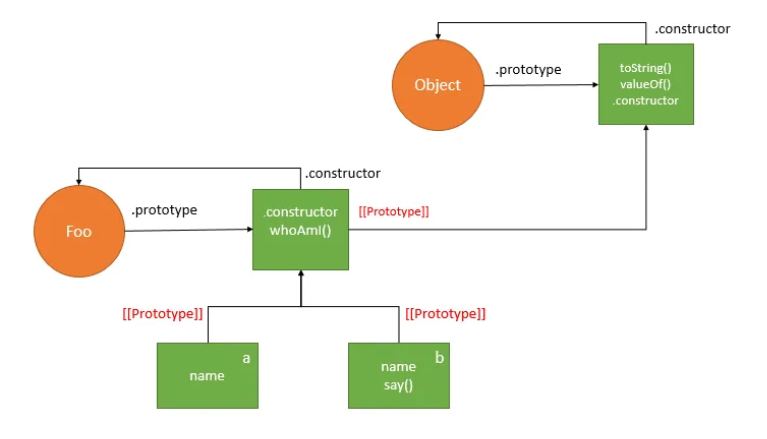 .constructor
Object
.prototype
toString()
valueOf()
.constructor
.constructor
Foo
.prototype
.constructor
whoAmI()
[[Prototype]]
[[Prototype]]
[[Prototype]]
a
name
b
name
say()